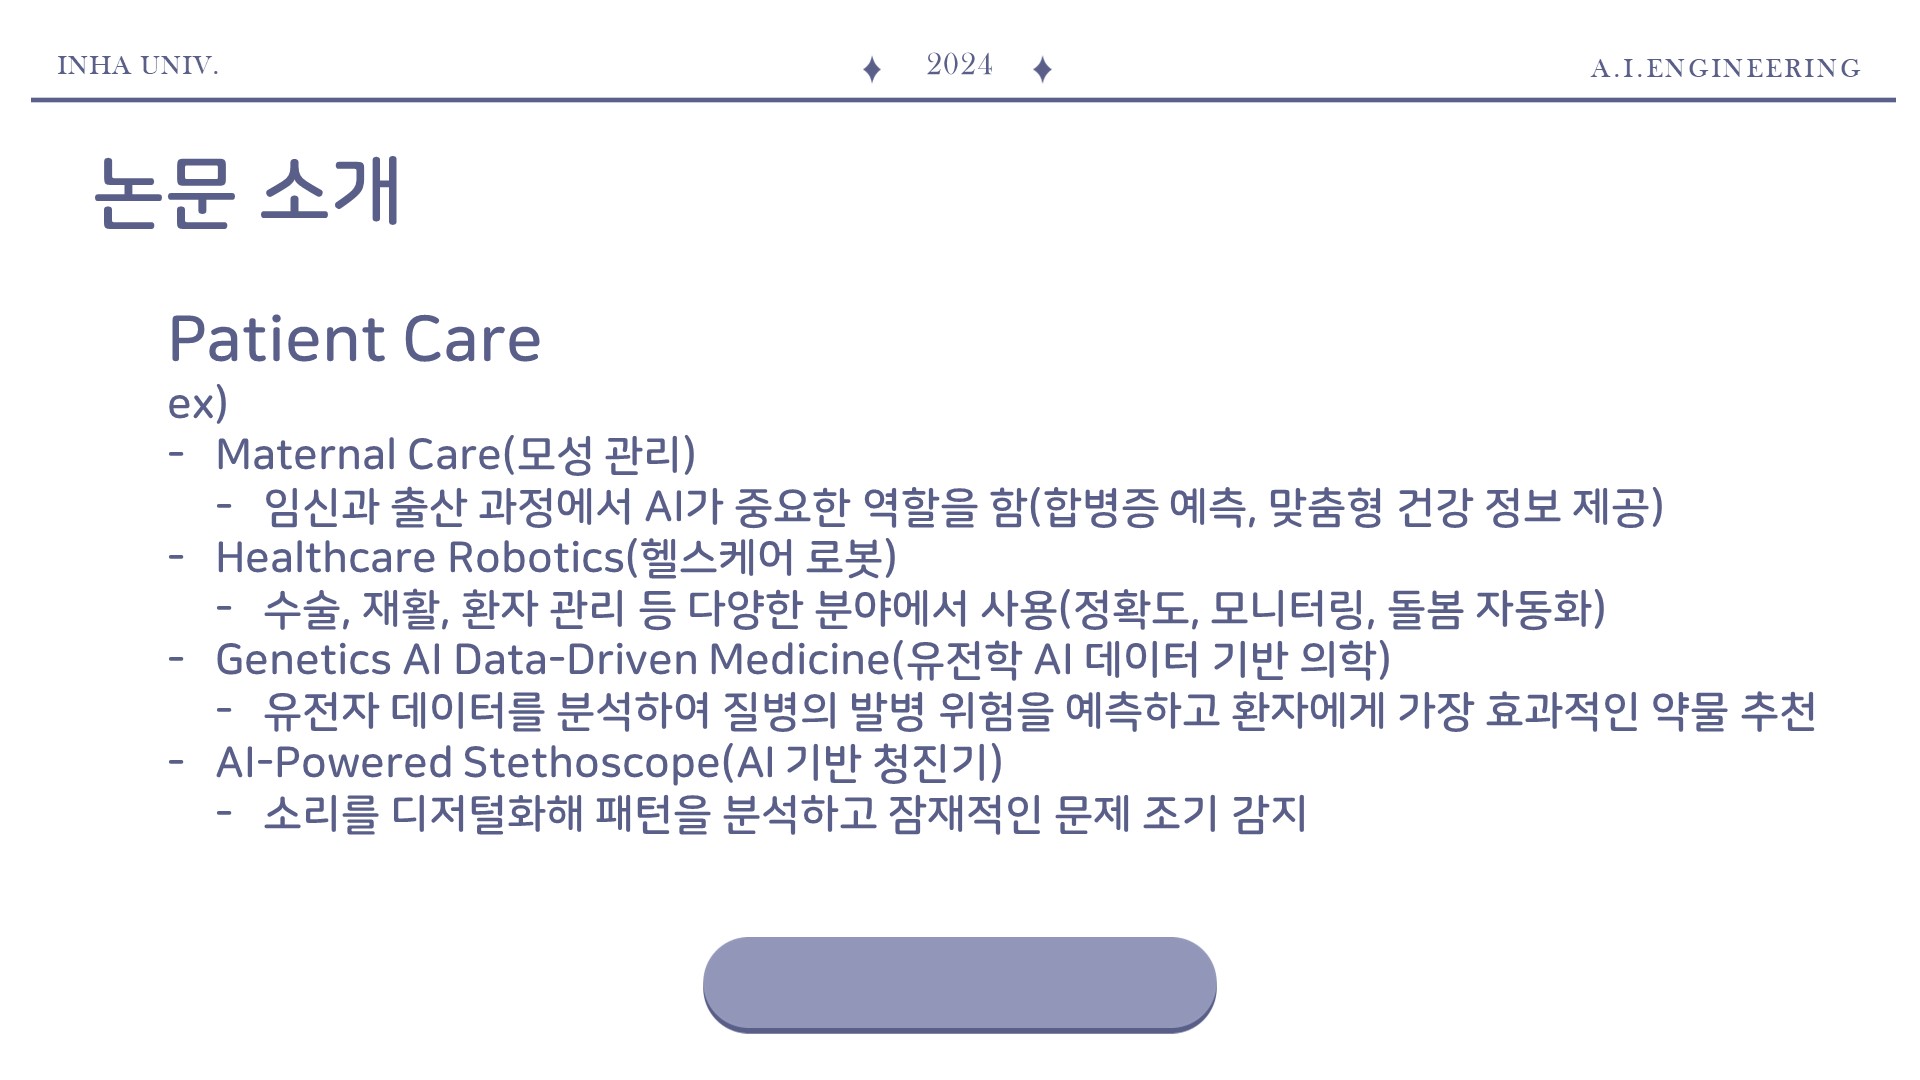 INHA UNIV.
2024
A.I.ENGINEERING
논문 소개
Patient Care
ex)
- Maternal Care(모성 관리)
- 임신과 출산 과정에서 AI가 중요한 역할을 함(합병증 예측, 맞춤형 건강 정보 제공)
- Healthcare Robotics(헬스케어 로봇)
- 수술, 재활, 환자 관리 등 다양한 분야에서 사용(정확도, 모니터링, 돌봄 자동화)
- Genetics AI Data-Driven Medicine(유전학 AI 데이터 기반 의학)
- 유전자 데이터를 분석하여 질병의 발병 위험을 예측하고 환자에게 가장 효과적인 약물 추천
- AI-Powered Stethoscope(AI 기반 청진기)
- 소리를 디저털화해 패턴을 분석하고 잠재적인 문제 조기 감지